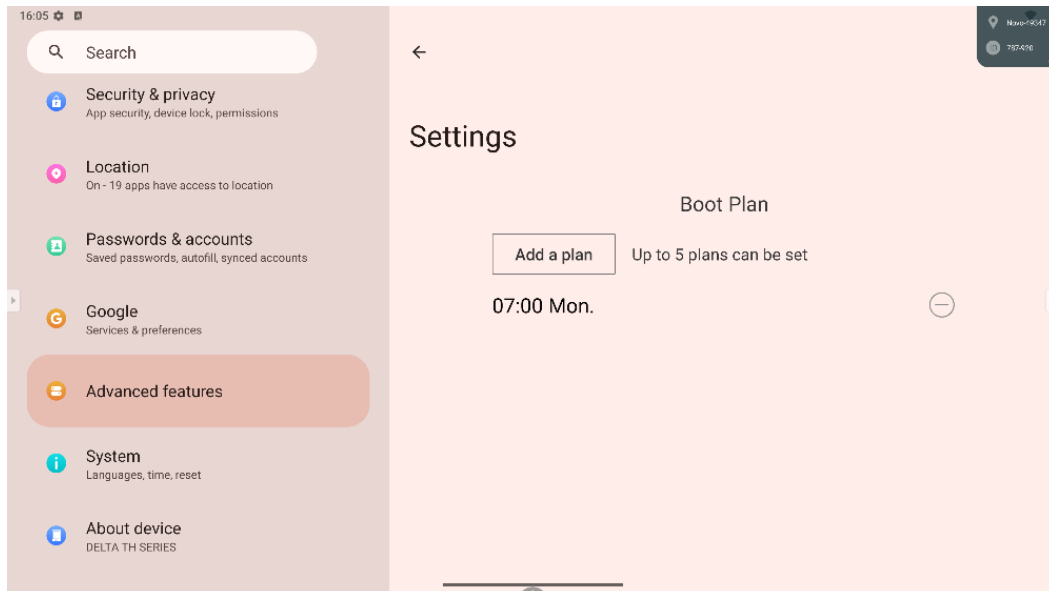 16:05
Search
Security & privacy
App security, device lock, permissions
Location
On - 19 apps have access to location
Passwords & accounts
Saved passwords, autofill, synced accounts
Google
Services & preferences
Advanced features
System
Languages, time, reset
About device
DELTA TH SERIES
Settings
Boot Plan
Add a plan
Up to 5 plans can be set
07:00 Mon.
787-920